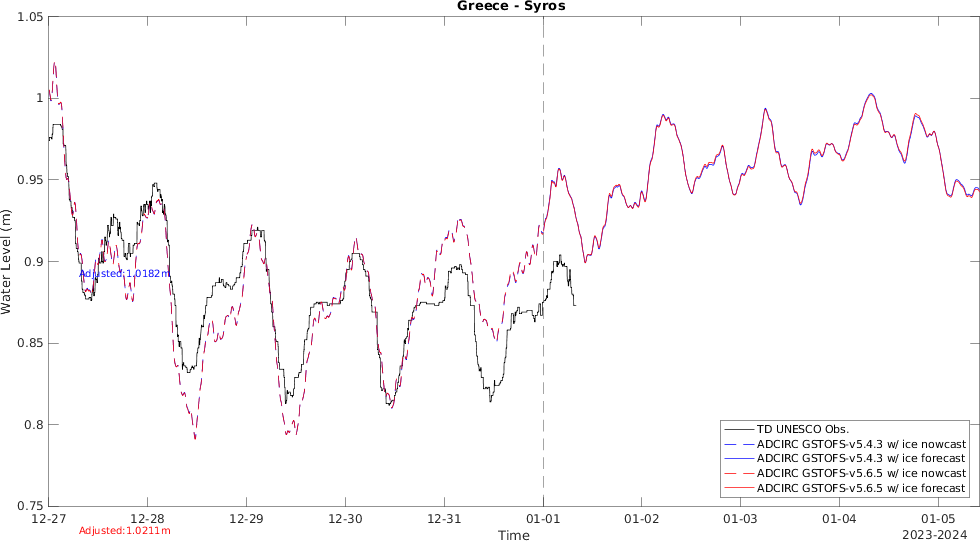 Greece - Syros
1.05
1
0.95
0.9
0.85
0.8
0.75
Water Level (m)
Adjusted:1.0182m
TD UNESCO Obs.
ADCIRC GSTOFS-v5.4.3 w/ ice nowcast
ADCIRC GSTOFS-v5.4.3 w/ ice forecast
ADCIRC GSTOFS-v5.6.5 w/ ice nowcast
ADCIRC GSTOFS-v5.6.5 w/ ice forecast
12-27 12-28 12-29 12-30 12-31 01-01 01-02 01-03 01-04 01-05
Adjusted:1.0211m
Time
2023-2024